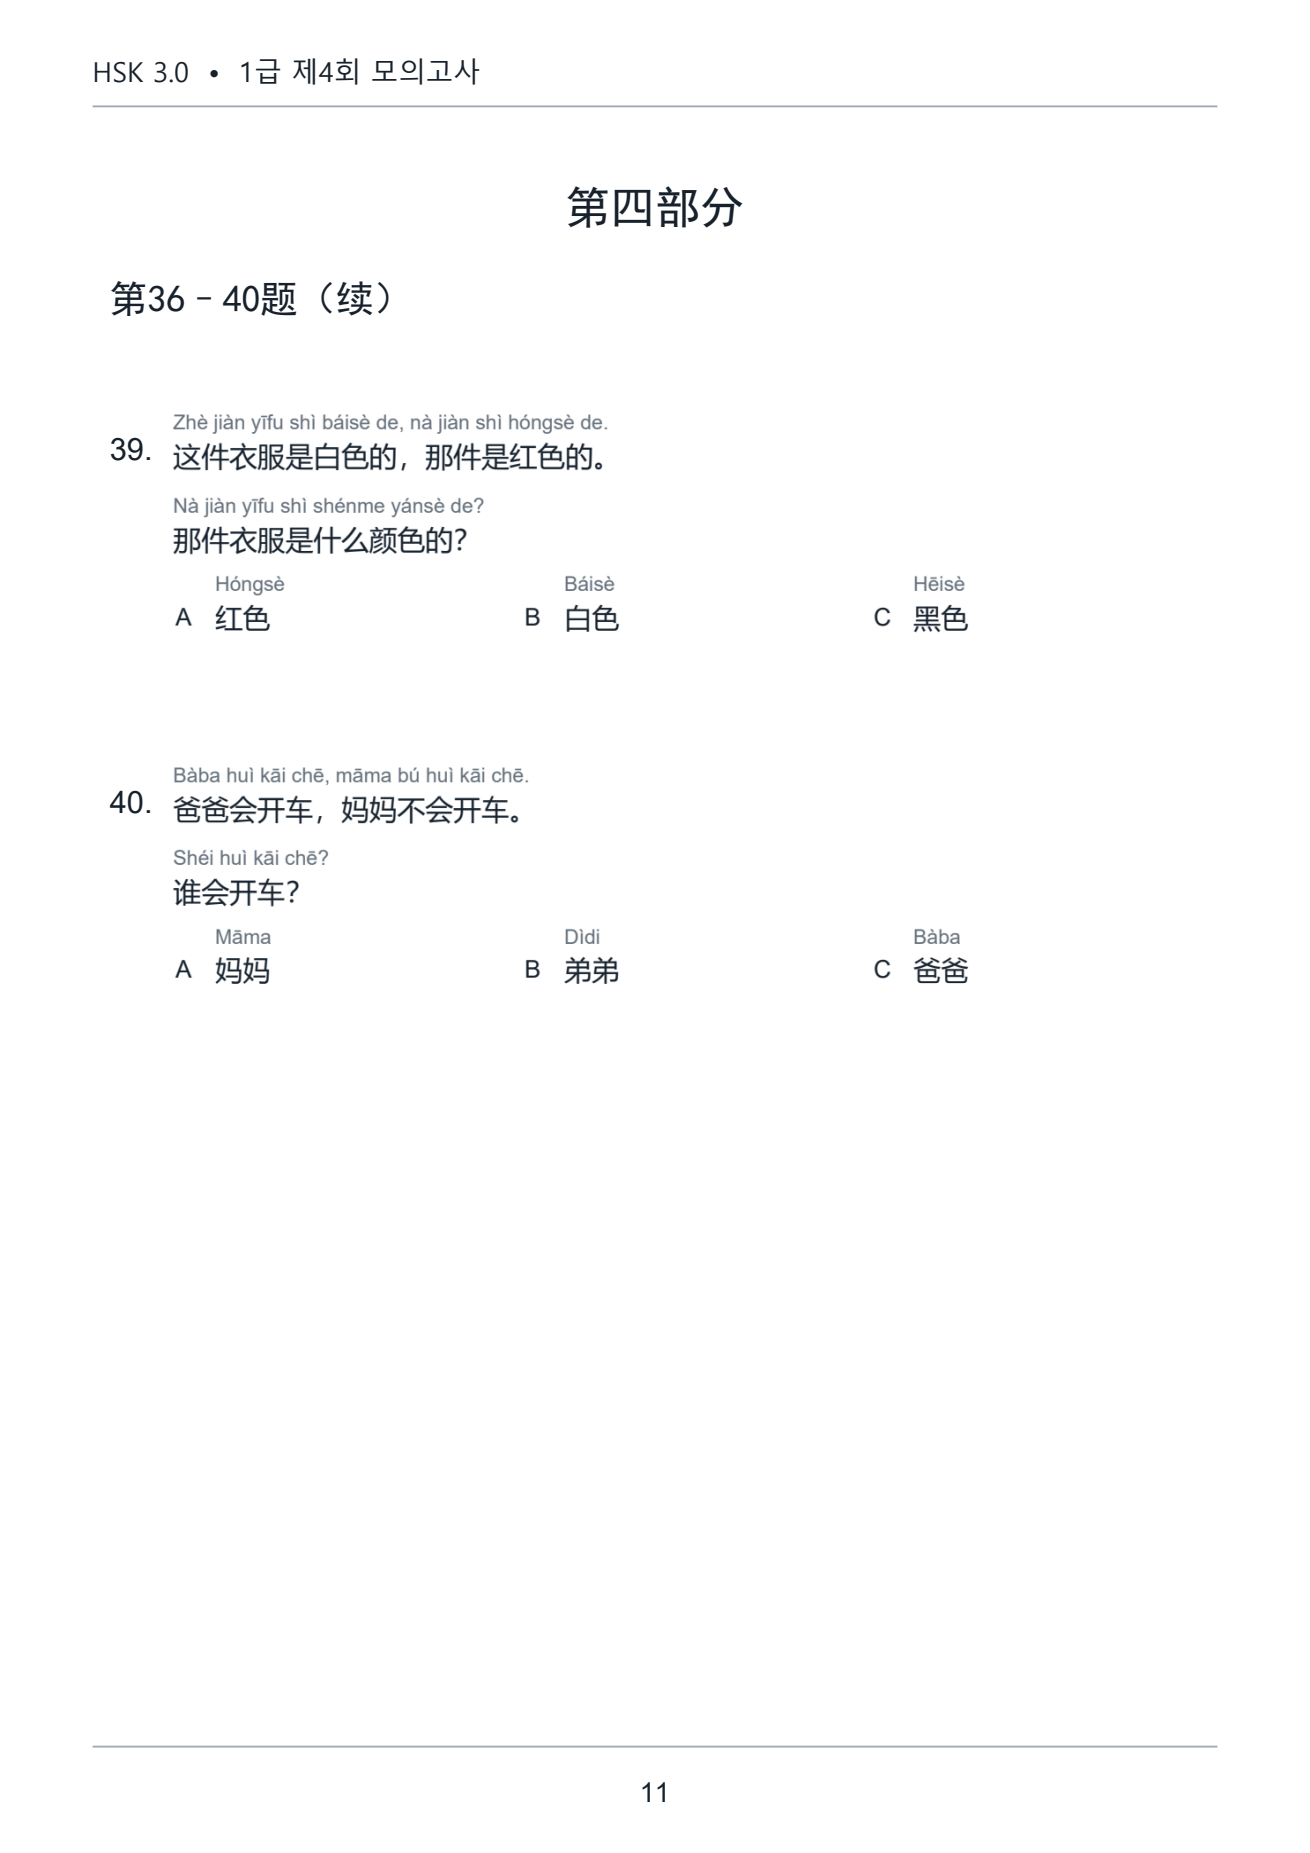 HSK 3.0 • 1급 제4회 모의고사
第四部分
第36－40题（续）
Zhè jiàn yīfu shì báisè de, nà jiàn shì hóngsè de.
39. 这件衣服是白色的，那件是红色的。
Nà jiàn yīfu shì shénme yánsè de?
那件衣服是什么颜色的？
Hóngsè Báisè Hēisè
A 红色 B 白色 C 黑色
Bàba huì kāi chē, māma bú huì kāi chē.
40. 爸爸会开车，妈妈不会开车。
Shéi huì kāi chē?
谁会开车？
Māma Dìdi Bàba
A 妈妈 B 弟弟 C 爸爸
11